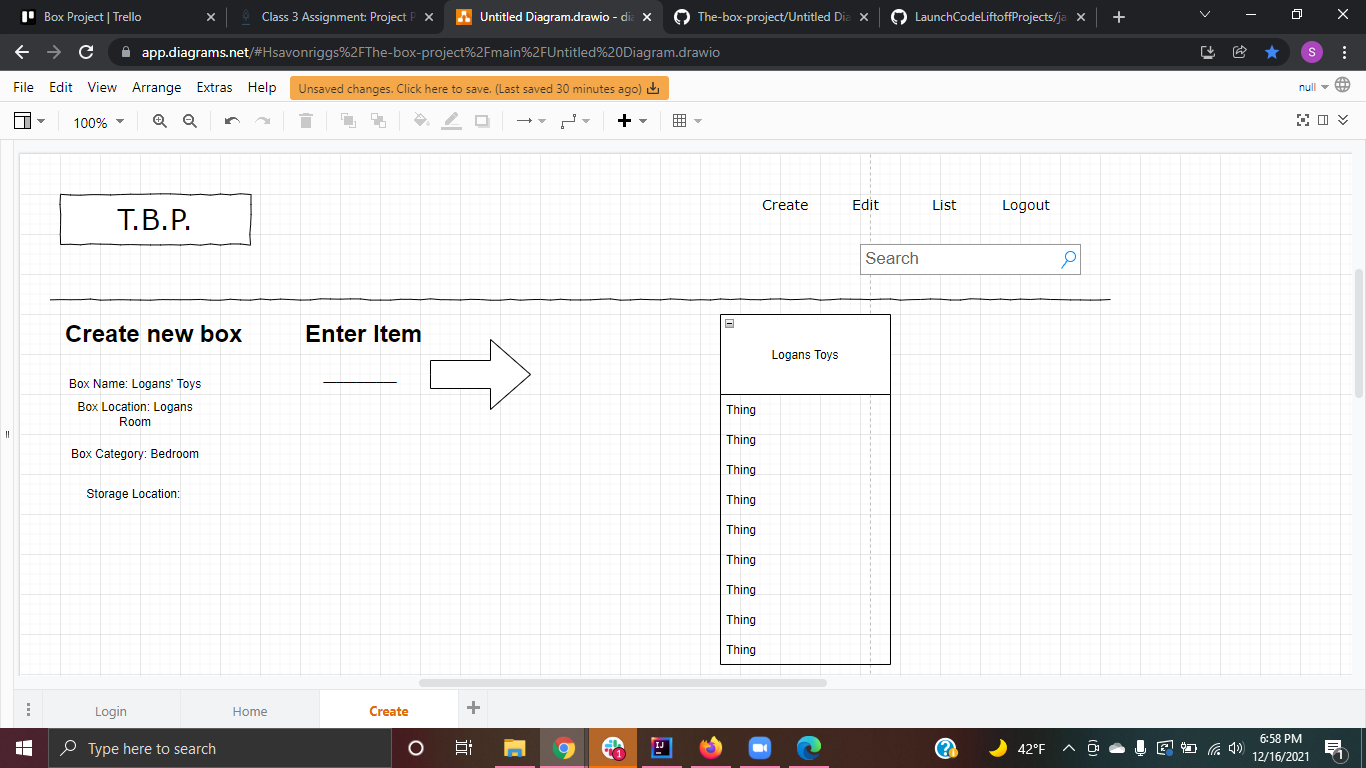 Box Project | Trello
Class 3 Assignment: Project P
Untitled Diagram.drawio - dia
The-box-project/Untitled Dia
LaunchCodeLiftoffProjects/ja
app.diagrams.net/#Hsavonriggs%2FThe-box-project%2Fmain%2FUntitled%20Diagram.drawio
S
File Edit View Arrange Extras Help
Unsaved changes. Click here to save. (Last saved 30 minutes ago)
null
100%
T.B.P.
Create Edit List Logout
Search
Create new box
Enter Item
Box Name: Logans' Toys
Box Location: Logans
Room
Box Category: Bedroom
Storage Location:
Logans Toys
Thing
Thing
Thing
Thing
Thing
Thing
Thing
Thing
Thing
Login Home Create
Type here to search
1
IJ
42°F
6:58 PM
12/16/2021
1